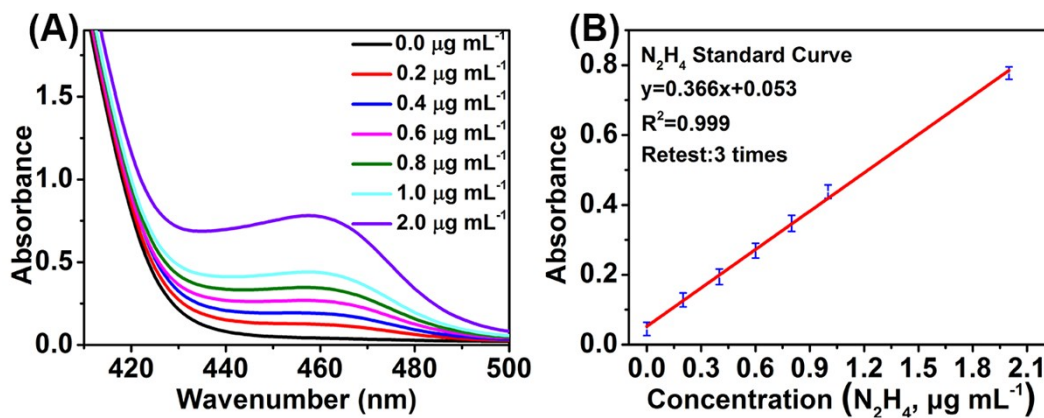 (A)
0.0 μg mL⁻¹
0.2 μg mL⁻¹
0.4 μg mL⁻¹
0.6 μg mL⁻¹
0.8 μg mL⁻¹
1.0 μg mL⁻¹
2.0 μg mL⁻¹
Absorbance
1.5
1.0
0.5
0.0
420 440 460 480 500
Wavenumber (nm)
(B)
N₂H₄ Standard Curve
y=0.366x+0.053
R²=0.999
Retest:3 times
Absorbance
0.8
0.6
0.4
0.2
0.0
0.0 0.3 0.6 0.9 1.2 1.5 1.8 2.1
Concentration (N₂H₄, μg mL⁻¹)